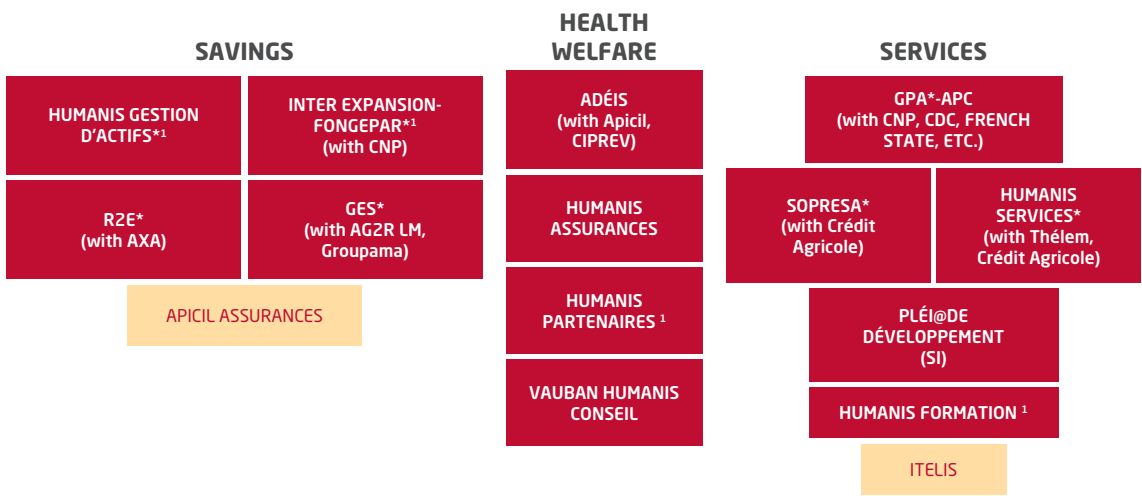 SAVINGS
HUMANIS GESTION
D'ACTIFS*1
INTER EXPANSION-
FONGEPAR*1
(with CNP)
R2E*
(with AXA)
GES*
(with AG2R LM,
Groupama)
APICIL ASSURANCES
HEALTH
WELFARE
ADÉIS
(with Apicil,
CIPREV)
HUMANIS
ASSURANCES
HUMANIS
PARTENAIRES 1
VAUBAN HUMANIS
CONSEIL
SERVICES
GPA*-APC
(with CNP, CDC, FRENCH
STATE, ETC.)
SOPRESA*
(with Crédit
Agricole)
HUMANIS
SERVICES*
(with Thélem,
Crédit Agricole)
PLÉI@DE
DÉVELOPPEMENT
(SI)
HUMANIS FORMATION 1
ITELIS